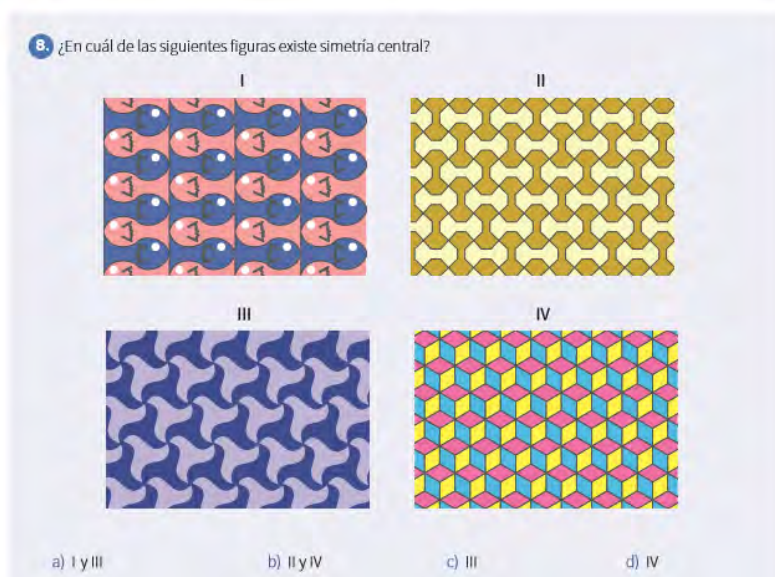 8. ¿En cuál de las siguientes figuras existe simetría central?
I
II
III
IV
a) I y III
b) II y IV
c) III
d) IV